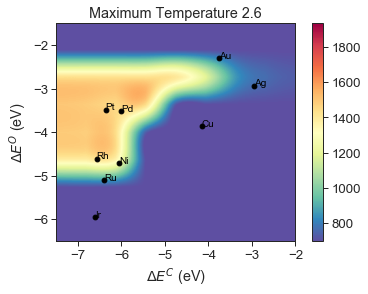 Maximum Temperature 2.6
−2
−3
−4
−5
−6
ΔE^O (eV)
Au
Ag
Pt
Pd
Cu
Rh
Ni
Ru
Ir
−7
−6
−5
−4
−3
−2
ΔE^C (eV)
1800
1600
1400
1200
1000
800